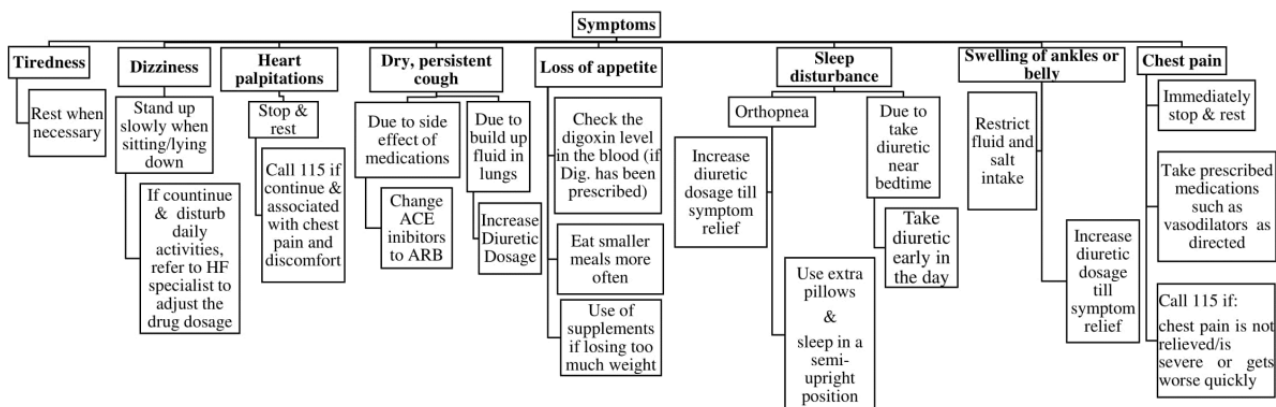 Symptoms
Tiredness
Rest when
necessary
Dizziness
Stand up
slowly when
sitting/lying
down
If countinue
& disturb
daily
activities,
refer to HF
specialist to
adjust the
drug dosage
Heart
palpitations
Stop &
rest
Call 115 if
continue &
associated
with chest
pain and
discomfort
Dry, persistent
cough
Due to side
effect of
medications
Change
ACE
inibitors
to ARB
Due to
build up
fluid in
lungs
Increase
Diuretic
Dosage
Loss of appetite
Check the
digoxin level
in the blood (if
Dig. has been
prescribed)
Eat smaller
meals more
often
Use of
supplements
if losing too
much weight
Sleep
disturbance
Orthopnea
Increase
diuretic
dosage till
symptom
relief
Use extra
pillows
&
sleep in a
semi-
upright
position
Due to
take
diuretic
near
bedtime
Take
diuretic
early in
the day
Swelling of ankles or
belly
Restrict
fluid and
salt
intake
Increase
diuretic
dosage
till
symptom
relief
Chest pain
Immediately
stop & rest
Take prescribed
medications
such as
vasodilators as
directed
Call 115 if:
chest pain is not
relieved/is
severe or gets
worse quickly